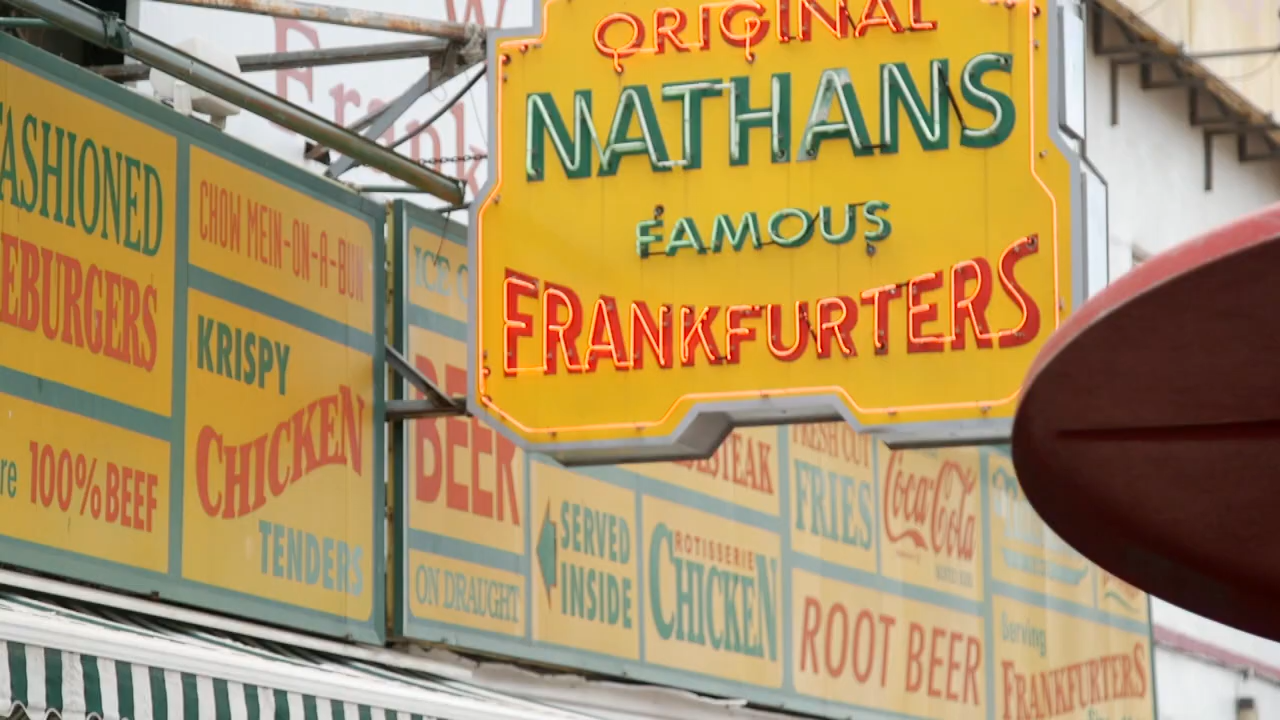 ORIGINAL
NATHANS
FAMOUS
FRANKFURTERS
FASHIONED
EBURGERS
100% BEEF
CHOW MEIN-ON-A-BUN
KRISPY
CHICKEN
TENDERS
ICE
BEER
ON DRAUGHT
SERVED
INSIDE
ROTISSERIE
CHICKEN
FRESH CUT
FRIES
Coca-Cola
ROOT BEER
Serving
FRANKFURTERS